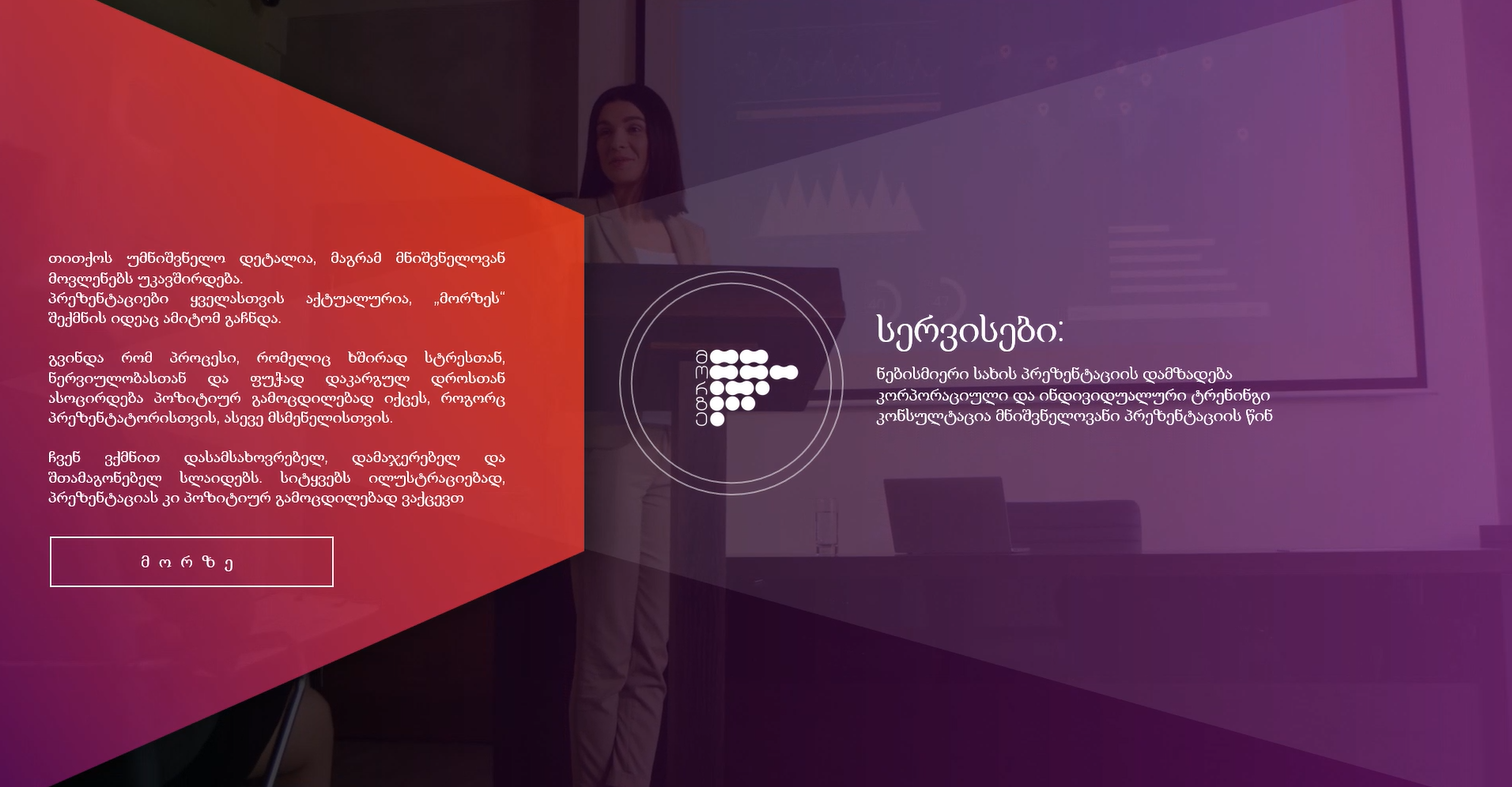 თითქოს უმნიშვნელო დეტალია, მაგრამ მნიშვნელოვან
მოვლენებს უკავშირდება.
პრეზენტაციები ყველასთვის აქტუალურია, „მორზეს“
შექმნის იდეაც ამიტომ გაჩნდა.
გვინდა რომ პროცესი, რომელიც ხშირად სტრესთან,
ნერვიულობასთან და ფუჭად დაკარგულ დროსთან
ასოცირდება პოზიტიურ გამოცდილებად იქცეს, როგორც
პრეზენტატორისთვის, ასევე მსმენელისთვის.
ჩვენ ვქმნით დასამსახოვრებელ, დამაჯერებელ და
შთამაგონებელ სლაიდებს. სიტყვებს ილუსტრაციებად,
პრეზენტაციას კი პოზიტიურ გამოცდილებად ვაქცევთ
მორზე
მორზე
სერვისები:
ნებისმიერი სახის პრეზენტაციის დამზადება
კორპორაციული და ინდივიდუალური ტრენინგი
კონსულტაცია მნიშვნელოვანი პრეზენტაციის წინ